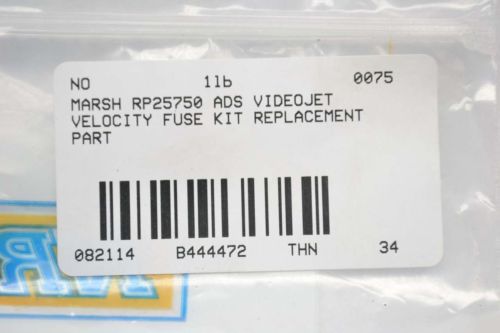 NO 1lb 0075
MARSH RP25750 ADS VIDEOJET
VELOCITY FUSE KIT REPLACEMENT
PART
082114 B444472 THN 34